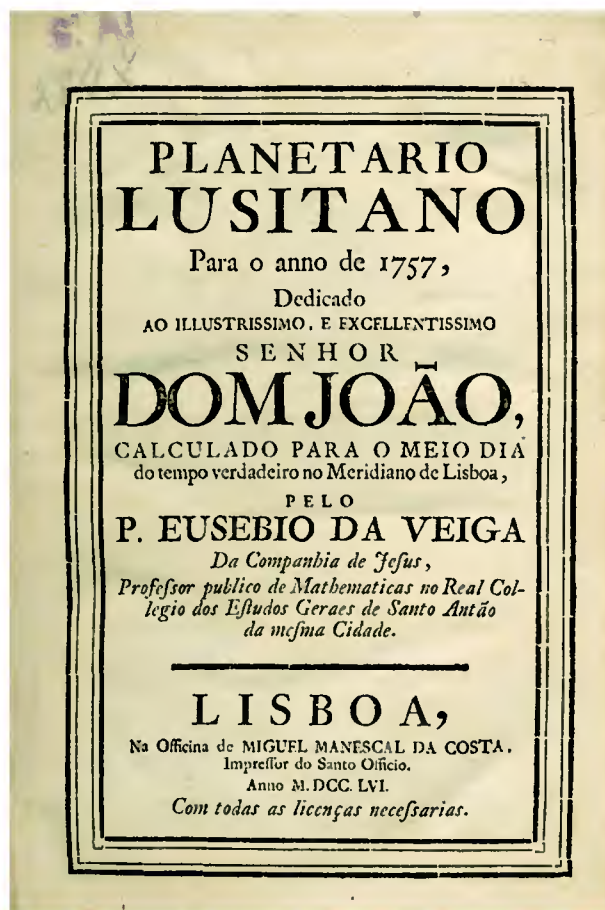 PLANETARIO
LUSITANO
Para o anno de 1757,
Dedicado
AO ILLUSTRISSIMO, E EXCELLENTISSIMO
SENHOR
DOM JOÃO,
CALCULADO PARA O MEIO DIA
do tempo verdadeiro no Meridiano de Lisboa,
PELO
P. EUSEBIO DA VEIGA
Da Companhia de Jeſus,
Profeſsor publico de Mathematicas no Real Col-
legio dos Eſtudos Geraes de Santo Antão
da meſma Cidade.
LISBOA,
Na Officina de MIGUEL MANESCAL DA COSTA,
Impreſſor do Santo Officio.
Anno M. DCC. LVI.
Com todas as licenças neceſsarias.